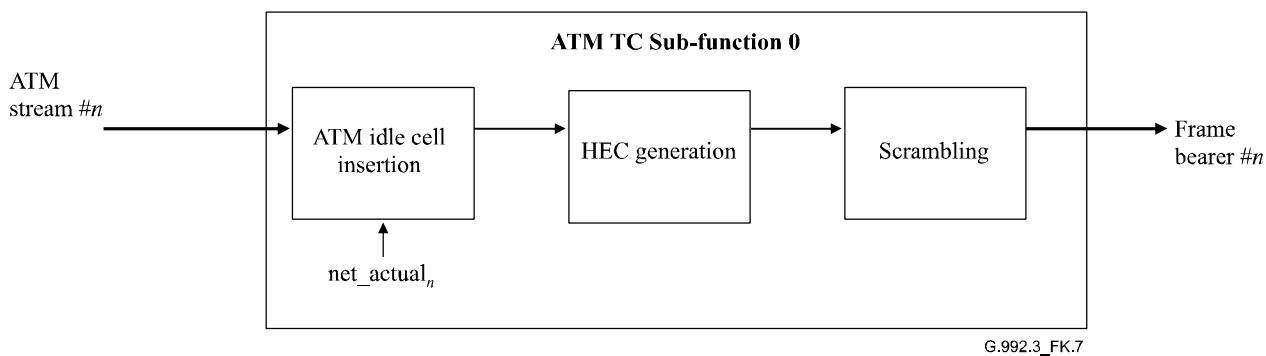 ATM TC Sub-function 0
ATM
stream #n
ATM idle cell
insertion
HEC generation
Scrambling
Frame
bearer #n
net_actualn
G.992.3_FK.7